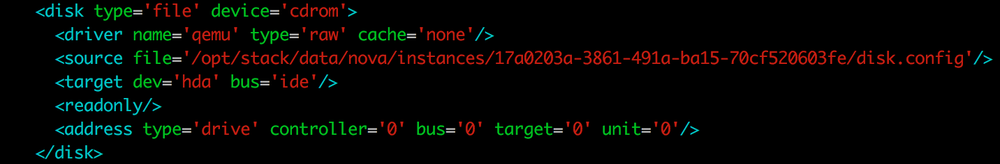 <disk type='file' device='cdrom'>
<driver name='qemu' type='raw' cache='none'/>
<source file='/opt/stack/data/nova/instances/17a0203a-3861-491a-ba15-70cf520603fe/disk.config'/>
<target dev='hda' bus='ide'/>
<readonly/>
<address type='drive' controller='0' bus='0' target='0' unit='0'/>
</disk>